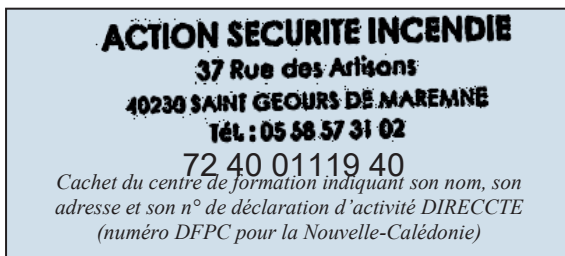 ACTION SECURITE INCENDIE
37 Rue des Artisans
40230 SAINT GEOURS DE MAREMNE
Tél. : 05 58 57 31 02
72 40 01119 40
Cachet du centre de formation indiquant son nom, son
adresse et son n° de déclaration d'activité DIRECCTE
(numéro DFPC pour la Nouvelle-Calédonie)